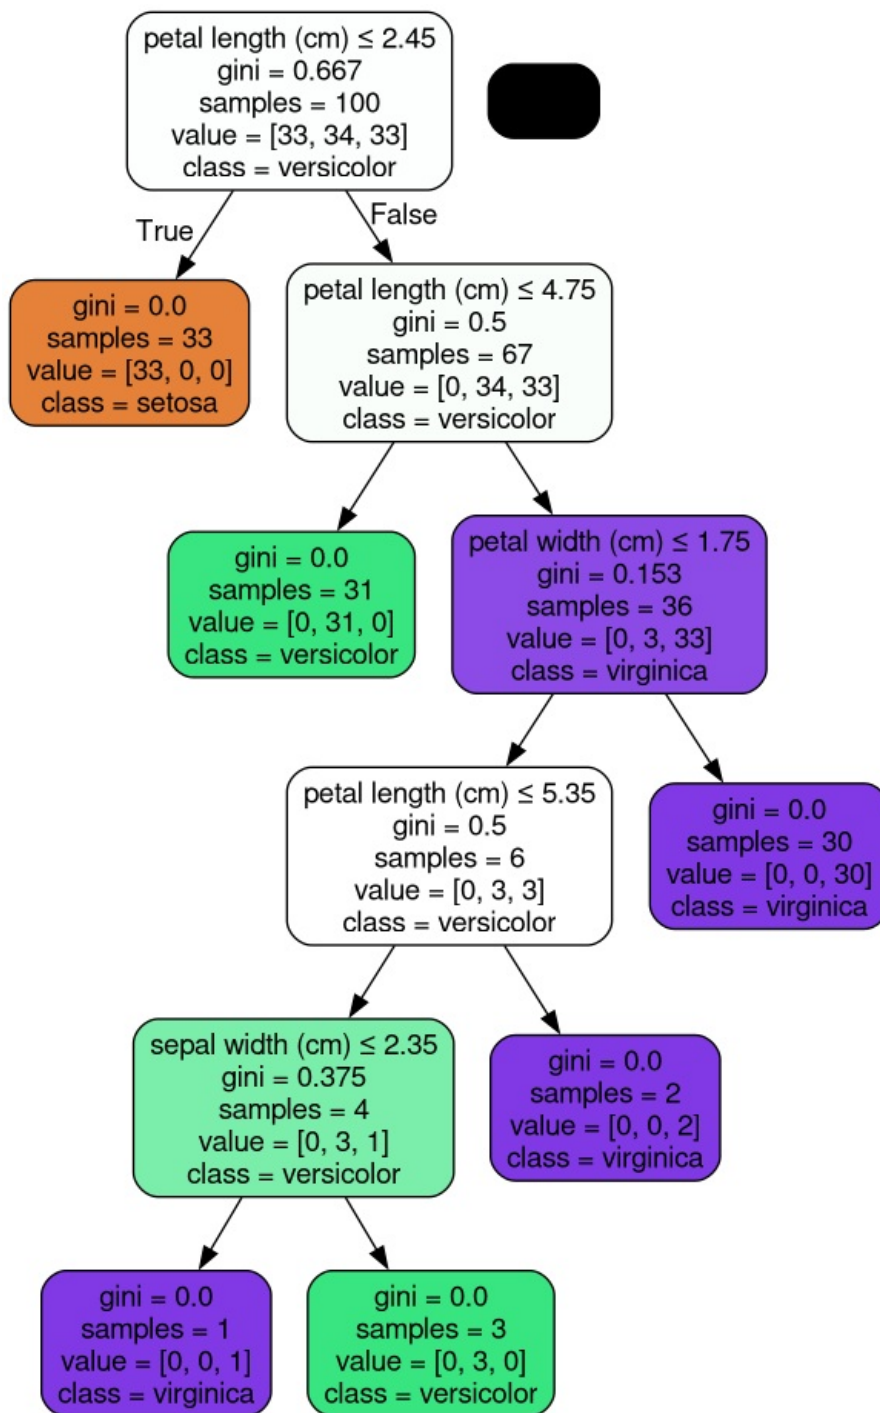 petal length (cm) ≤ 2.45
gini = 0.667
samples = 100
value = [33, 34, 33]
class = versicolor
True
False
gini = 0.0
samples = 33
value = [33, 0, 0]
class = setosa
petal length (cm) ≤ 4.75
gini = 0.5
samples = 67
value = [0, 34, 33]
class = versicolor
gini = 0.0
samples = 31
value = [0, 31, 0]
class = versicolor
petal width (cm) ≤ 1.75
gini = 0.153
samples = 36
value = [0, 3, 33]
class = virginica
petal length (cm) ≤ 5.35
gini = 0.5
samples = 6
value = [0, 3, 3]
class = versicolor
gini = 0.0
samples = 30
value = [0, 0, 30]
class = virginica
sepal width (cm) ≤ 2.35
gini = 0.375
samples = 4
value = [0, 3, 1]
class = versicolor
gini = 0.0
samples = 2
value = [0, 0, 2]
class = virginica
gini = 0.0
samples = 1
value = [0, 0, 1]
class = virginica
gini = 0.0
samples = 3
value = [0, 3, 0]
class = versicolor